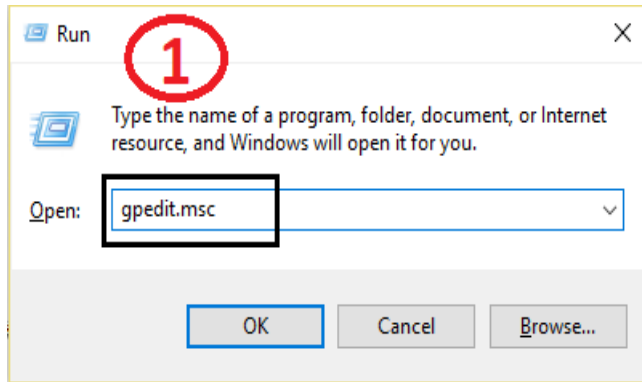 Run
1
Type the name of a program, folder, document, or Internet
resource, and Windows will open it for you.
Open: gpedit.msc
OK Cancel Browse...